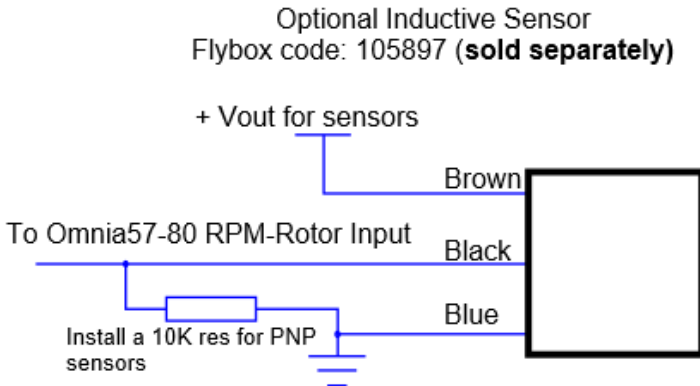 Optional Inductive Sensor
Flybox code: 105897 (sold separately)
+ Vout for sensors
Brown
To Omnia57-80 RPM-Rotor Input
Black
Blue
Install a 10K res for PNP
sensors